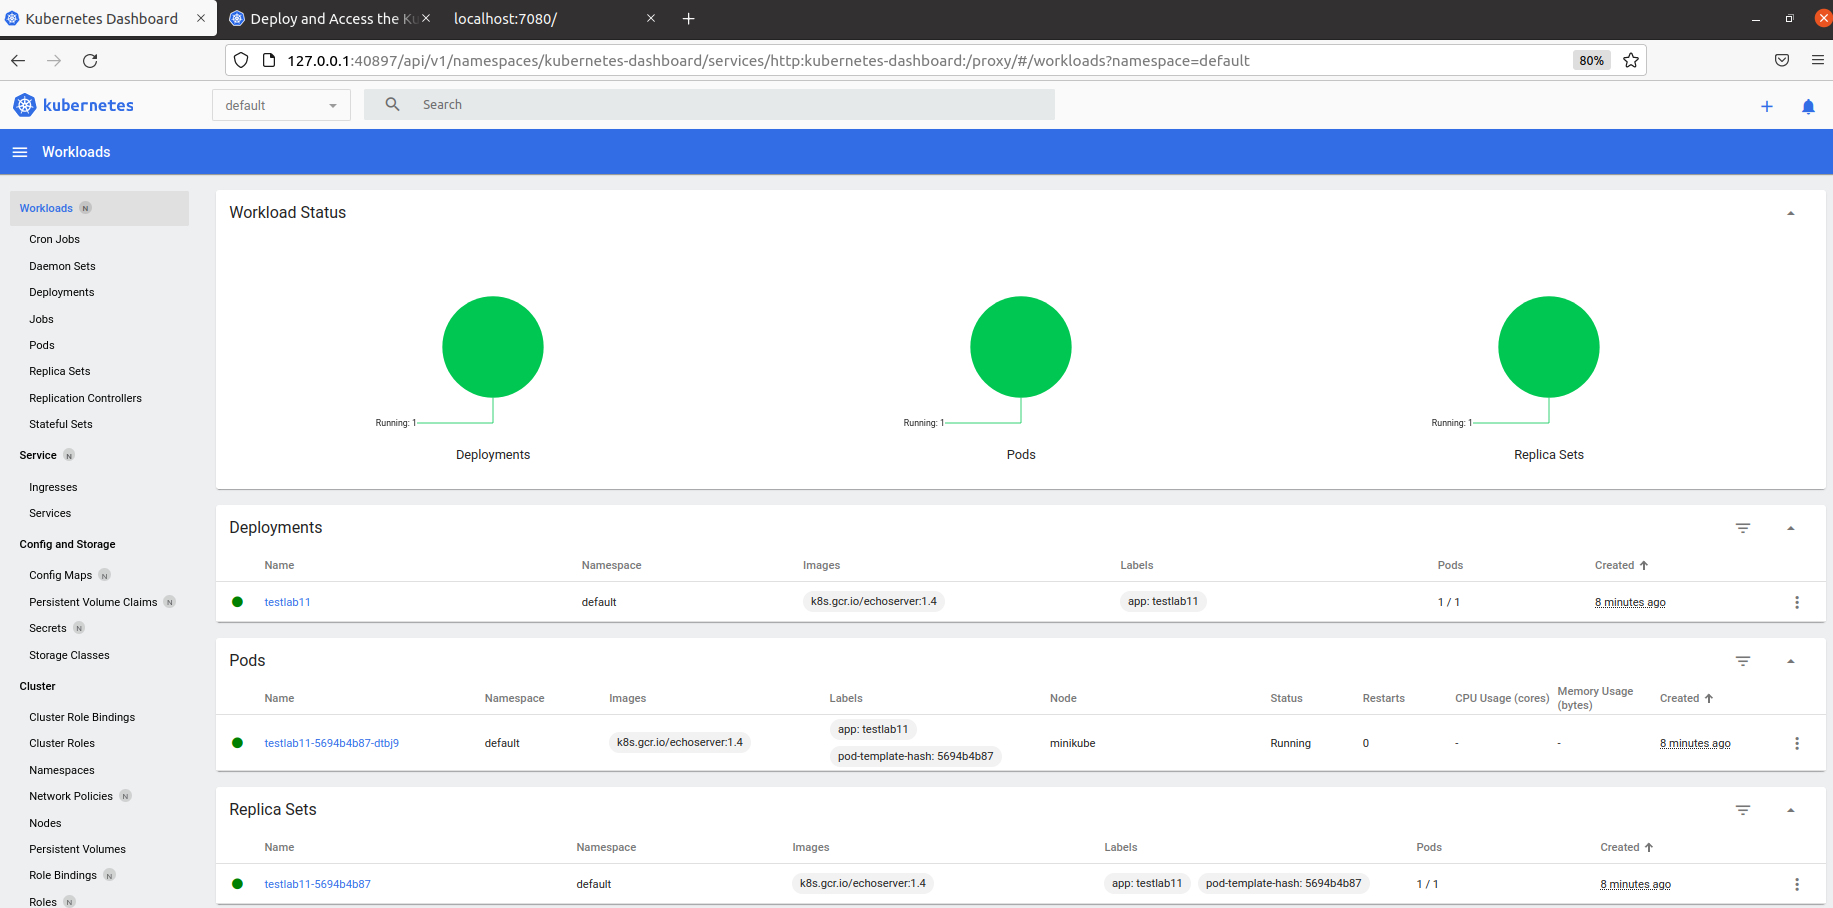 Kubernetes Dashboard
Deploy and Access the Ku
localhost:7080/
127.0.0.1:40897/api/v1/namespaces/kubernetes-dashboard/services/http:kubernetes-dashboard:/proxy/#/workloads?namespace=default
80%
kubernetes
default
Search
Workloads
Workloads N
Cron Jobs
Daemon Sets
Deployments
Jobs
Pods
Replica Sets
Replication Controllers
Stateful Sets
Service N
Ingresses
Services
Config and Storage
Config Maps N
Persistent Volume Claims N
Secrets N
Storage Classes
Cluster
Cluster Role Bindings
Cluster Roles
Namespaces
Network Policies N
Nodes
Persistent Volumes
Role Bindings N
Roles N
Workload Status
Running: 1
Deployments
Running: 1
Pods
Running: 1
Replica Sets
Deployments
Name Namespace Images Labels Pods Created
testlab11 default k8s.gcr.io/echoserver:1.4 app: testlab11 1 / 1 8 minutes ago
Pods
Name Namespace Images Labels Node Status Restarts CPU Usage (cores) Memory Usage (bytes) Created
testlab11-5694b4b87-dtbj9 default k8s.gcr.io/echoserver:1.4 app: testlab11 pod-template-hash: 5694b4b87 minikube Running 0 - - 8 minutes ago
Replica Sets
Name Namespace Images Labels Pods Created
testlab11-5694b4b87 default k8s.gcr.io/echoserver:1.4 app: testlab11 pod-template-hash: 5694b4b87 1 / 1 8 minutes ago